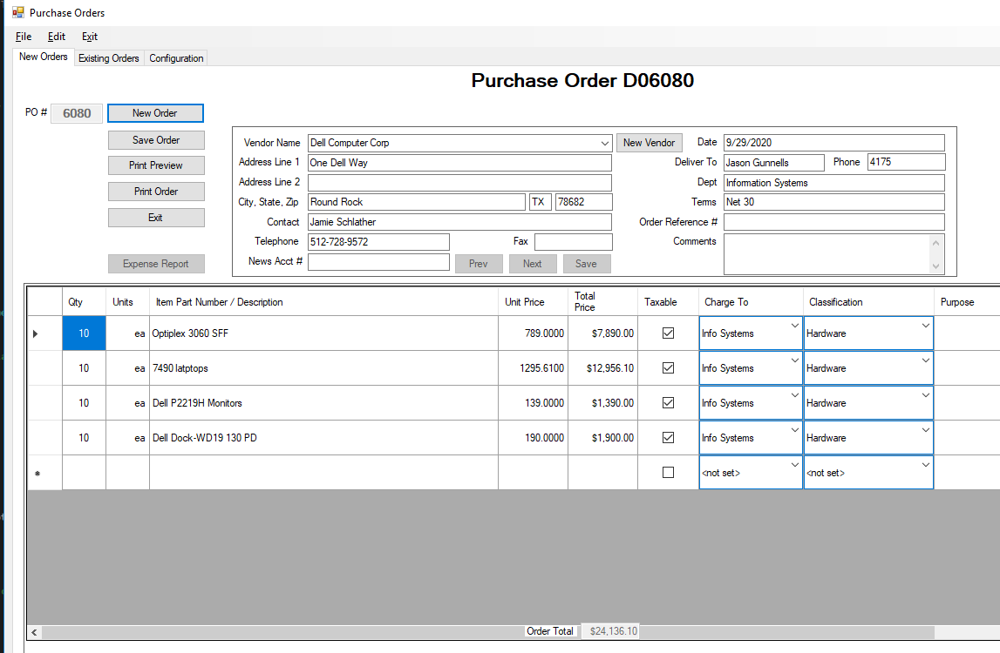 Purchase Orders
File Edit Exit
New Orders Existing Orders Configuration
Purchase Order D06080
PO # 6080 New Order
Save Order
Print Preview
Print Order
Exit
Expense Report
Vendor Name Dell Computer Corp New Vendor Date 9/29/2020
Address Line 1 One Dell Way Deliver To Jason Gunnells Phone 4175
Address Line 2 Dept Information Systems
City, State, Zip Round Rock TX 78682 Terms Net 30
Contact Jamie Schlather Order Reference #
Telephone 512-728-9572 Fax Comments
News Acct # Prev Next Save
Qty Units Item Part Number / Description Unit Price Total Price Taxable Charge To Classification Purpose
10 ea Optiplex 3060 SFF 789.0000 $7,890.00 Info Systems Hardware
10 ea 7490 latptops 1295.6100 $12,956.10 Info Systems Hardware
10 ea Dell P2219H Monitors 139.0000 $1,390.00 Info Systems Hardware
10 ea Dell Dock-WD19 130 PD 190.0000 $1,900.00 Info Systems Hardware
<not set> <not set>
Order Total $24,136.10